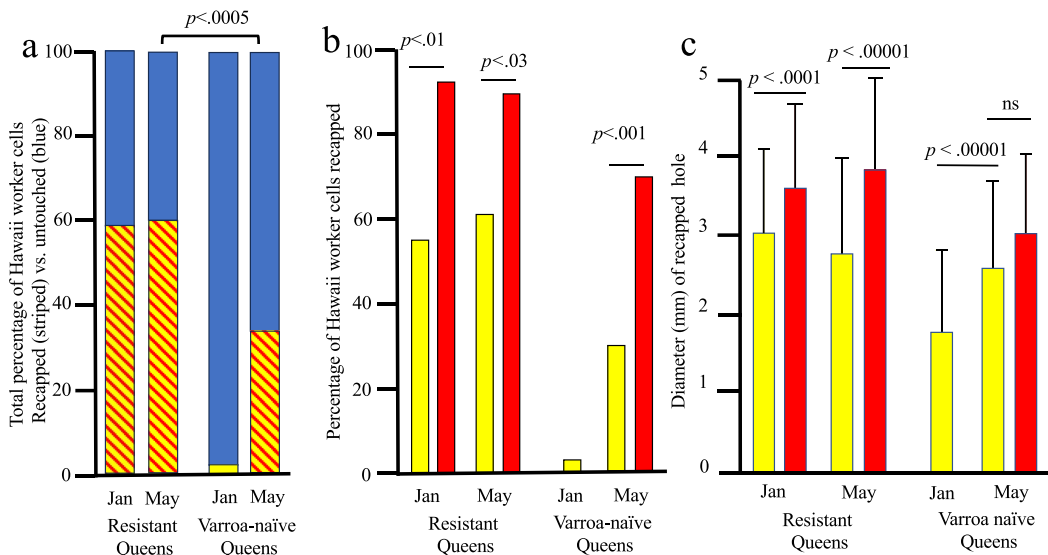 a
p<.0005
Total percentage of Hawaii worker cells
Recapped (striped) vs. untouched (blue)
100
80
60
40
20
0
Jan May Jan May
Resistant Varroa-naïve
Oueens Queens
b
p<.01
p<.03
p<.001
Percentage of Hawaii worker cells recapped
100
80
60
40
20
0
Jan May Jan May
Resistant Varroa-naïve
Queens Queens
c
p <.0001
p <.00001
p <.00001
ns
Diameter (mm) of recapped hole
5
4
3
2
1
0
Jan May Jan May
Resistant Varroa naïve
Queens Queens